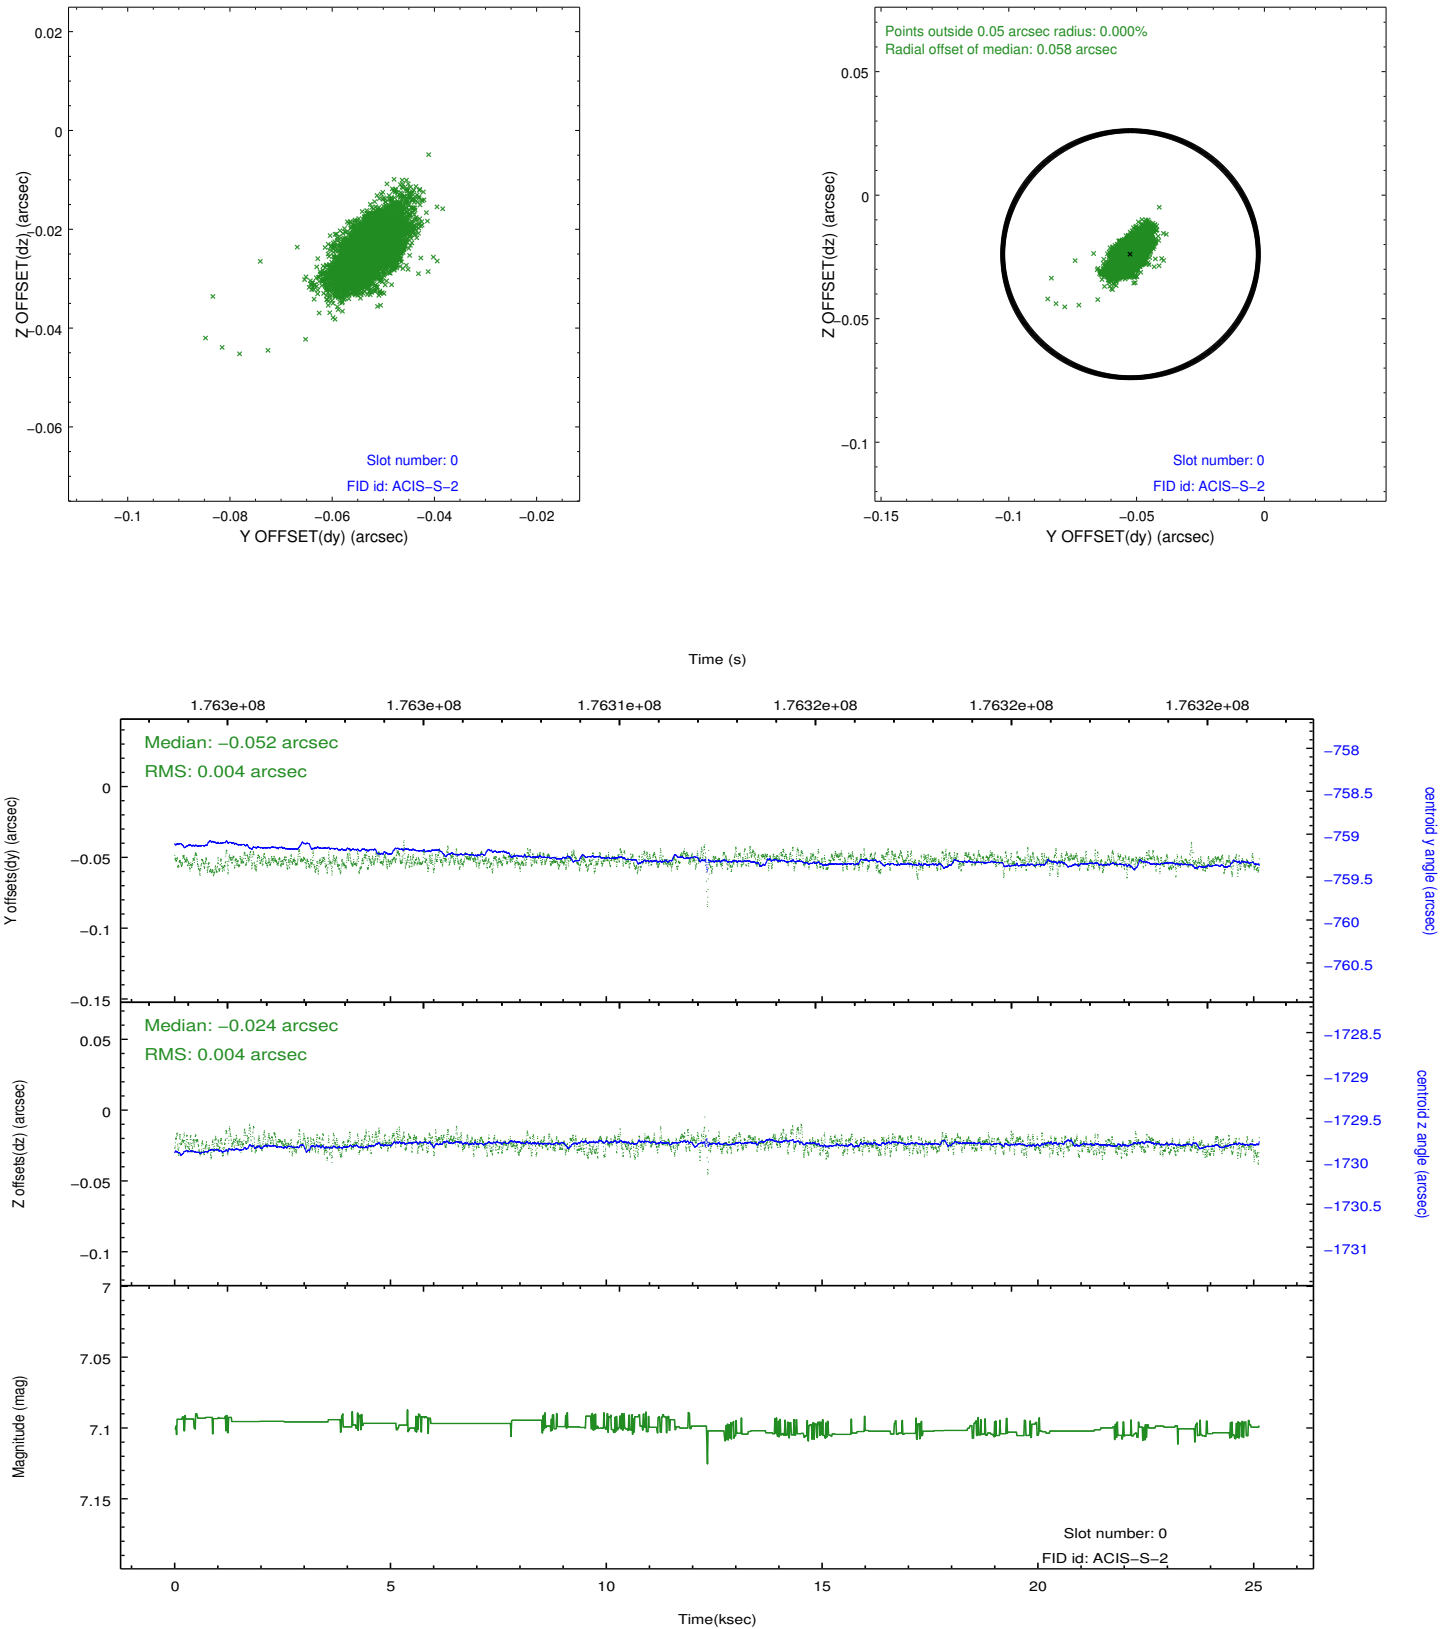 0.02
0
−0.02
−0.04
−0.06
Z OFFSET(dz) (arcsec)
Slot number: 0
FID id: ACIS−S−2
−0.1
−0.08
−0.06
−0.04
−0.02
Y OFFSET(dy) (arcsec)
Points outside 0.05 arcsec radius: 0.000%
Radial offset of median: 0.058 arcsec
0.05
0
−0.05
−0.1
Z OFFSET(dz) (arcsec)
Slot number: 0
FID id: ACIS−S−2
−0.15
−0.1
−0.05
0
Y OFFSET(dy) (arcsec)
Time (s)
1.763e+08
1.763e+08
1.7631e+08
1.7632e+08
1.7632e+08
1.7632e+08
Median: −0.052 arcsec
RMS: 0.004 arcsec
0
−0.05
−0.1
−0.15
Y offsets(dy) (arcsec)
−758
−758.5
−759
−759.5
−760
−760.5
centroid y angle (arcsec)
Median: −0.024 arcsec
RMS: 0.004 arcsec
0.05
0
−0.05
−0.1
Z offsets(dz) (arcsec)
−1728.5
−1729
−1729.5
−1730
−1730.5
−1731
centroid z angle (arcsec)
7
7.05
7.1
7.15
Magnitude (mag)
Slot number: 0
FID id: ACIS−S−2
0
5
10
15
20
25
Time(ksec)